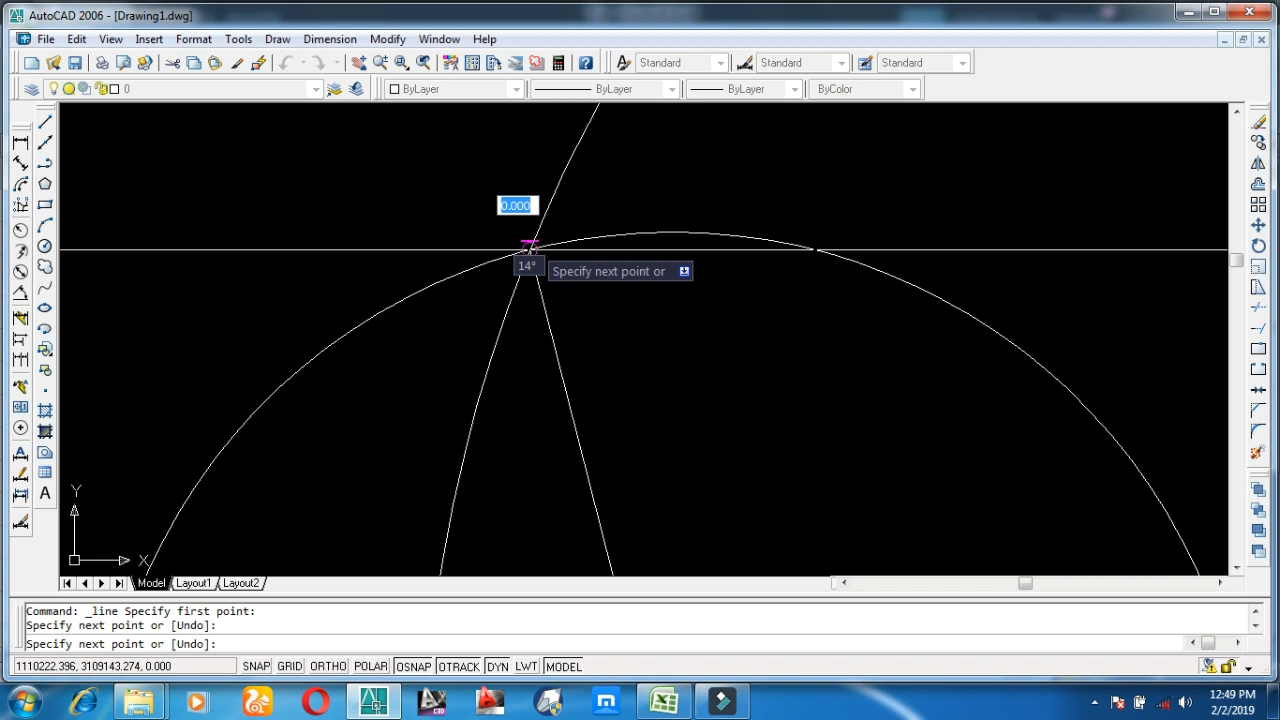 AutoCAD 2006 - [Drawing1.dwg]
File Edit View Insert Format Tools Draw Dimension Modify Window Help
Standard Standard Standard
0 ByLayer ByLayer ByLayer ByColor
0.000
14° Specify next point or
Y
X
Model Layout1 Layout2
Command: _line Specify first point:
Specify next point or [Undo]:
Specify next point or [Undo]:
1110222.396, 3109143.274, 0.000 SNAP GRID ORTHO POLAR OSNAP OTRACK DYN LWT MODEL
12:49 PM
2/2/2019